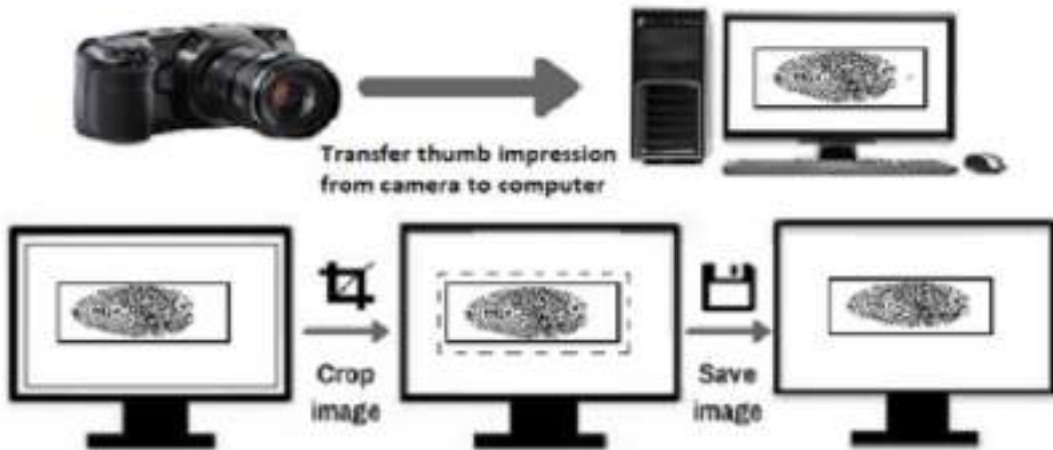 Transfer thumb impression
from camera to computer
Crop
image
Save
image